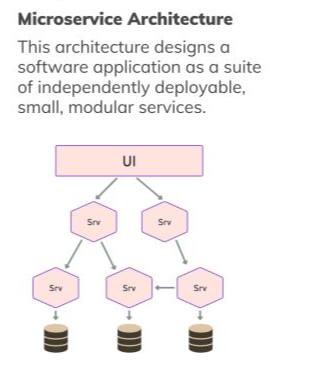 Microservice Architecture
This architecture designs a
software application as a suite
of independently deployable,
small, modular services.
UI
Srv
Srv
Srv
Srv
Srv